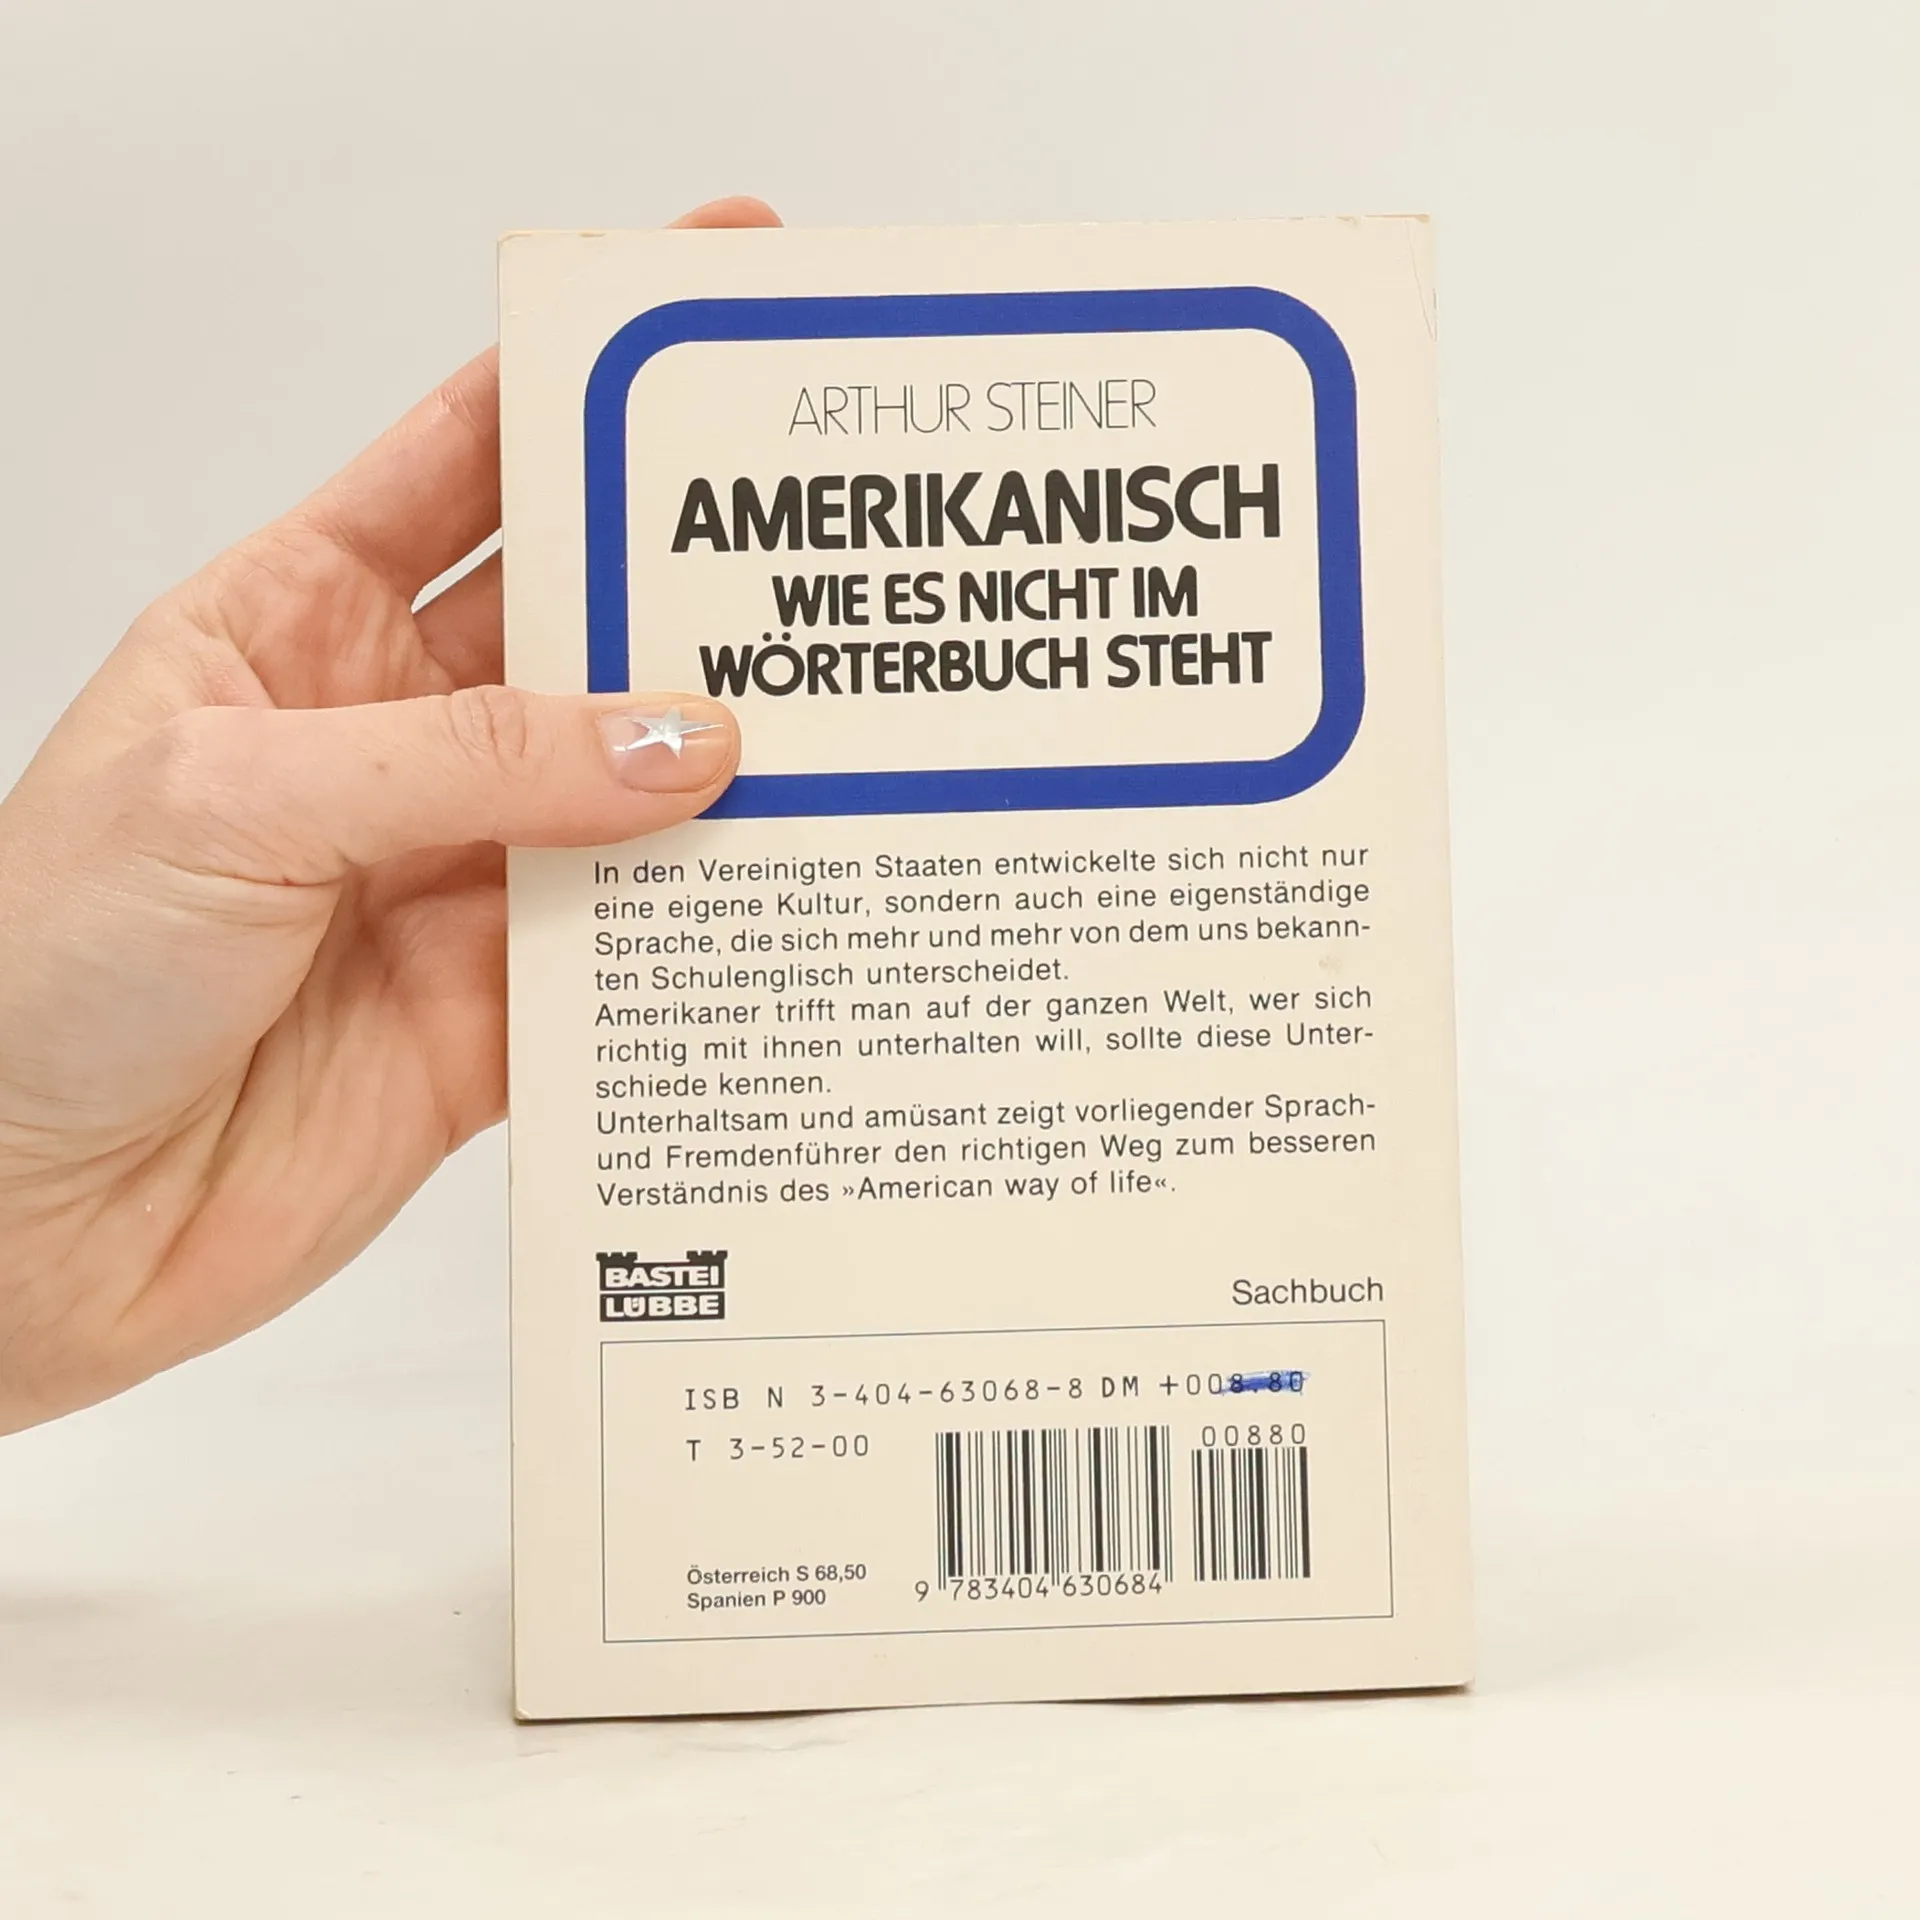 ARTHUR STEINER
AMERIKANISCH
WIE ES NICHT IM
WÖRTERBUCH STEHT
In den Vereinigten Staaten entwickelte sich nicht nur
eine eigene Kultur, sondern auch eine eigenständige
Sprache, die sich mehr und mehr von dem uns bekann-
ten Schulenglisch unterscheidet.
Amerikaner trifft man auf der ganzen Welt, wer sich
richtig mit ihnen unterhalten will, sollte diese Unter-
schiede kennen.
Unterhaltsam und amüsant zeigt vorliegender Sprach-
und Fremdenführer den richtigen Weg zum besseren
Verständnis des »American way of life«.
BASTEI
LÜBBE
Sachbuch
ISB N 3-404-63068-8 DM +008.80
T 3-52-00
00880
Österreich S 68,50
Spanien P 900
9 783404 630684